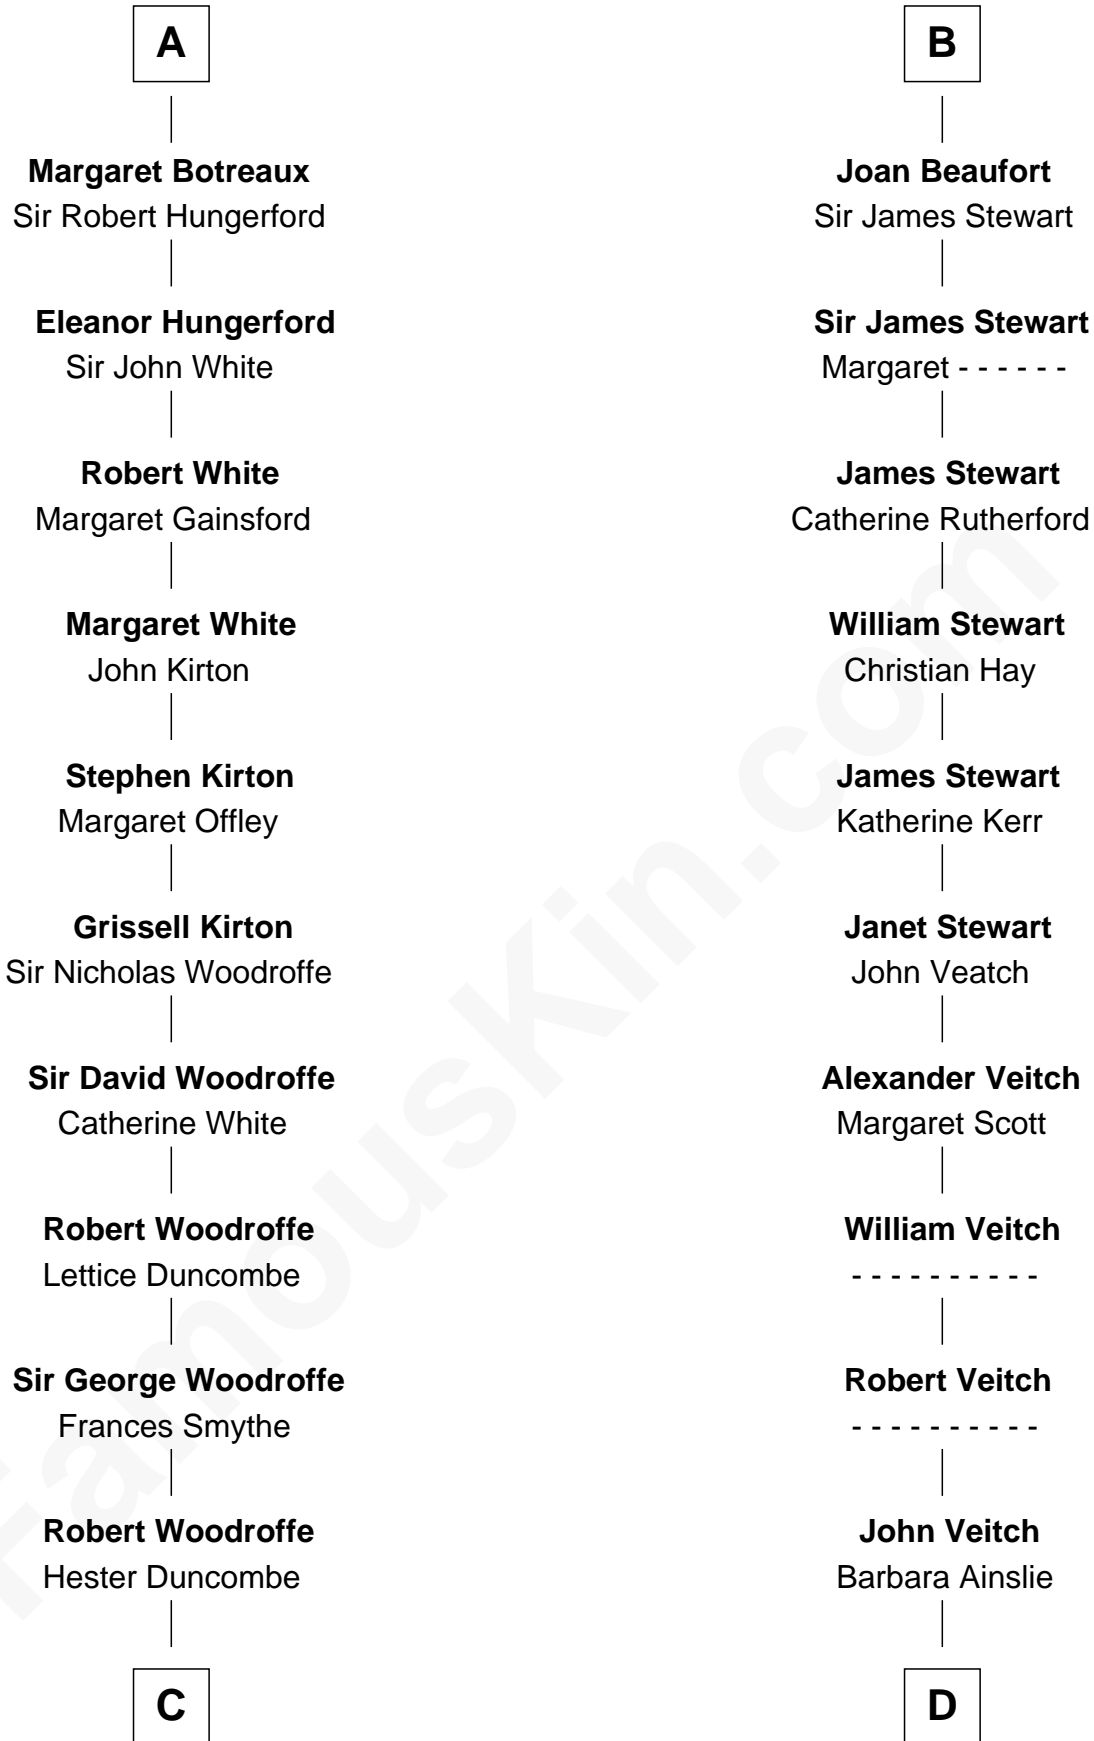 A
Margaret Botreaux
Sir Robert Hungerford
Eleanor Hungerford
Sir John White
Robert White
Margaret Gainsford
Margaret White
John Kirton
Stephen Kirton
Margaret Offley
Grissell Kirton
Sir Nicholas Woodroffe
Sir David Woodroffe
Catherine White
Robert Woodroffe
Lettice Duncombe
Sir George Woodroffe
Frances Smythe
Robert Woodroffe
Hester Duncombe
C
B
Joan Beaufort
Sir James Stewart
Sir James Stewart
Margaret - - - - - -
James Stewart
Catherine Rutherford
William Stewart
Christian Hay
James Stewart
Katherine Kerr
Janet Stewart
John Veatch
Alexander Veitch
Margaret Scott
William Veitch
- - - - - - - - - -
Robert Veitch
- - - - - - - - - -
John Veitch
Barbara Ainslie
D
FamousKin.com